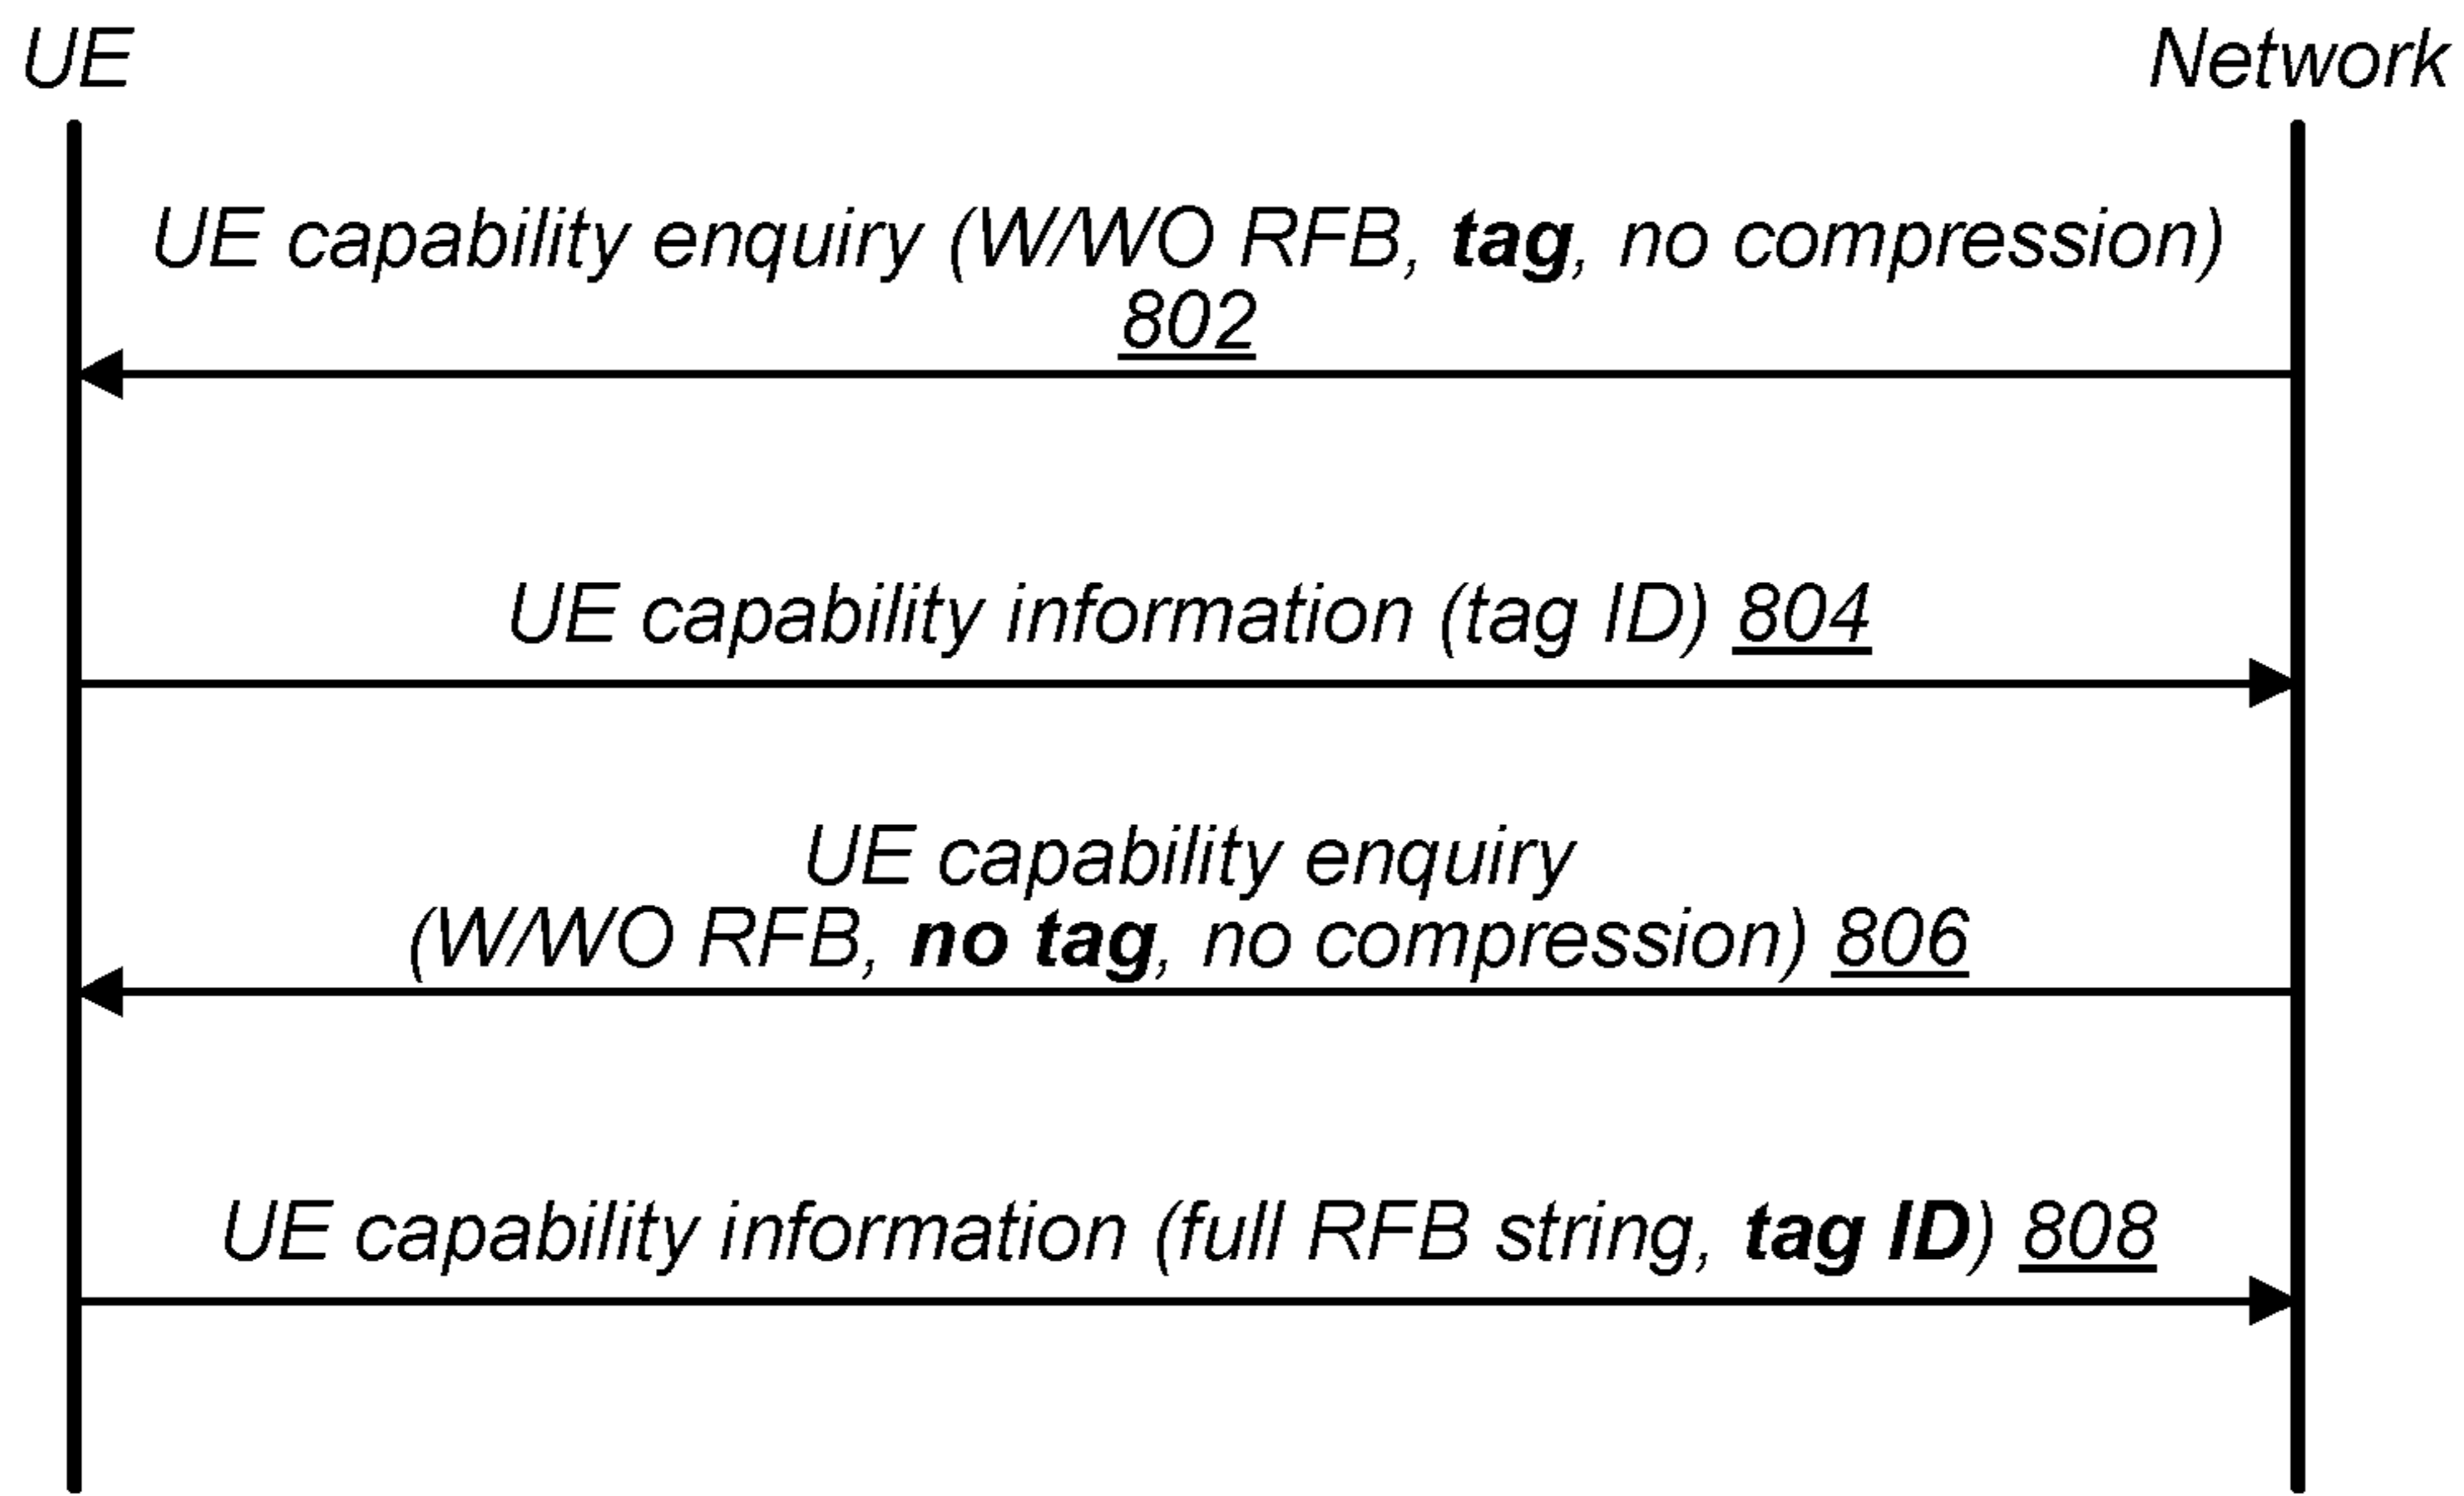 UE
Network
UE capability enquiry (W/WO RFB, tag, no compression)
802
UE capability information (tag ID) 804
UE capability enquiry
(W/WO RFB, no tag, no compression) 806
UE capability information (full RFB string, tag ID) 808